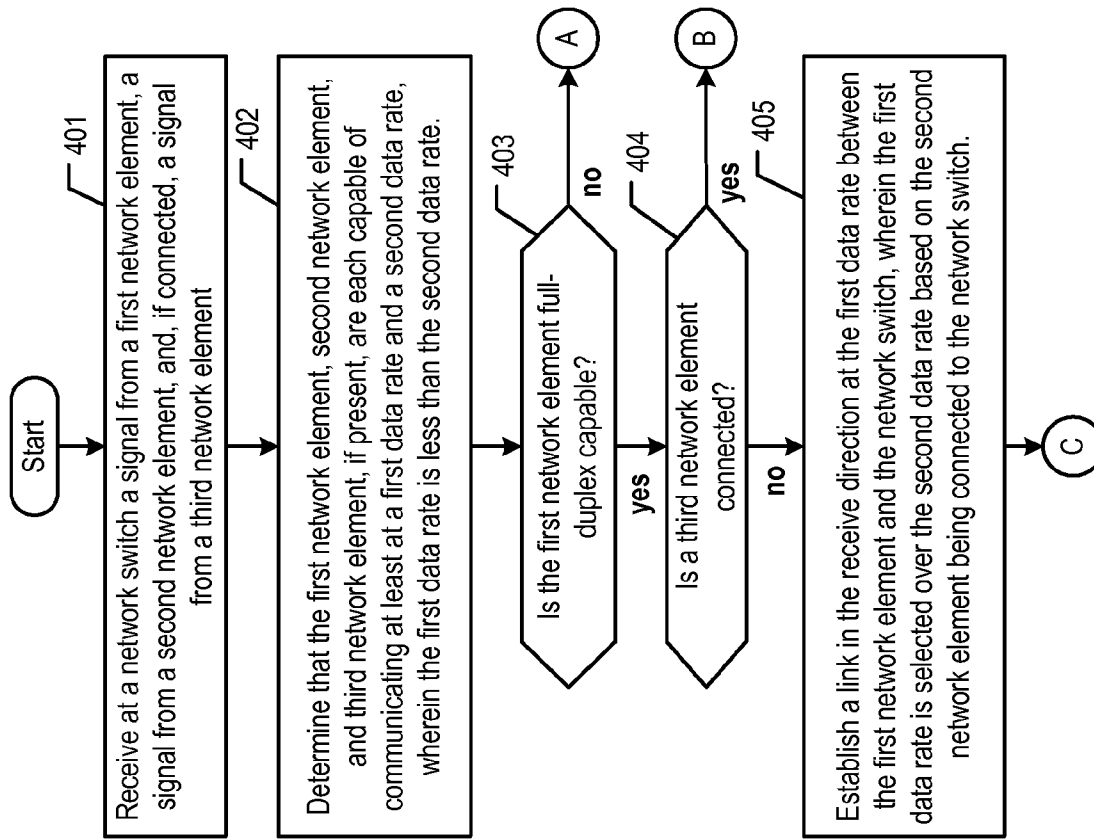 Start
401
Receive at a network switch a signal from a first network element, a
signal from a second network element, and, if connected, a signal
from a third network element
402
Determine that the first network element, second network element,
and third network element, if present, are each capable of
communicating at least at a first data rate and a second data rate,
wherein the first data rate is less than the second data rate.
403
Is the first network element full-
duplex capable?
no
A
yes
404
Is a third network element
connected?
yes
B
no
405
Establish a link in the receive direction at the first data rate between
the first network element and the network switch, wherein the first
data rate is selected over the second data rate based on the second
network element being connected to the network switch.
C